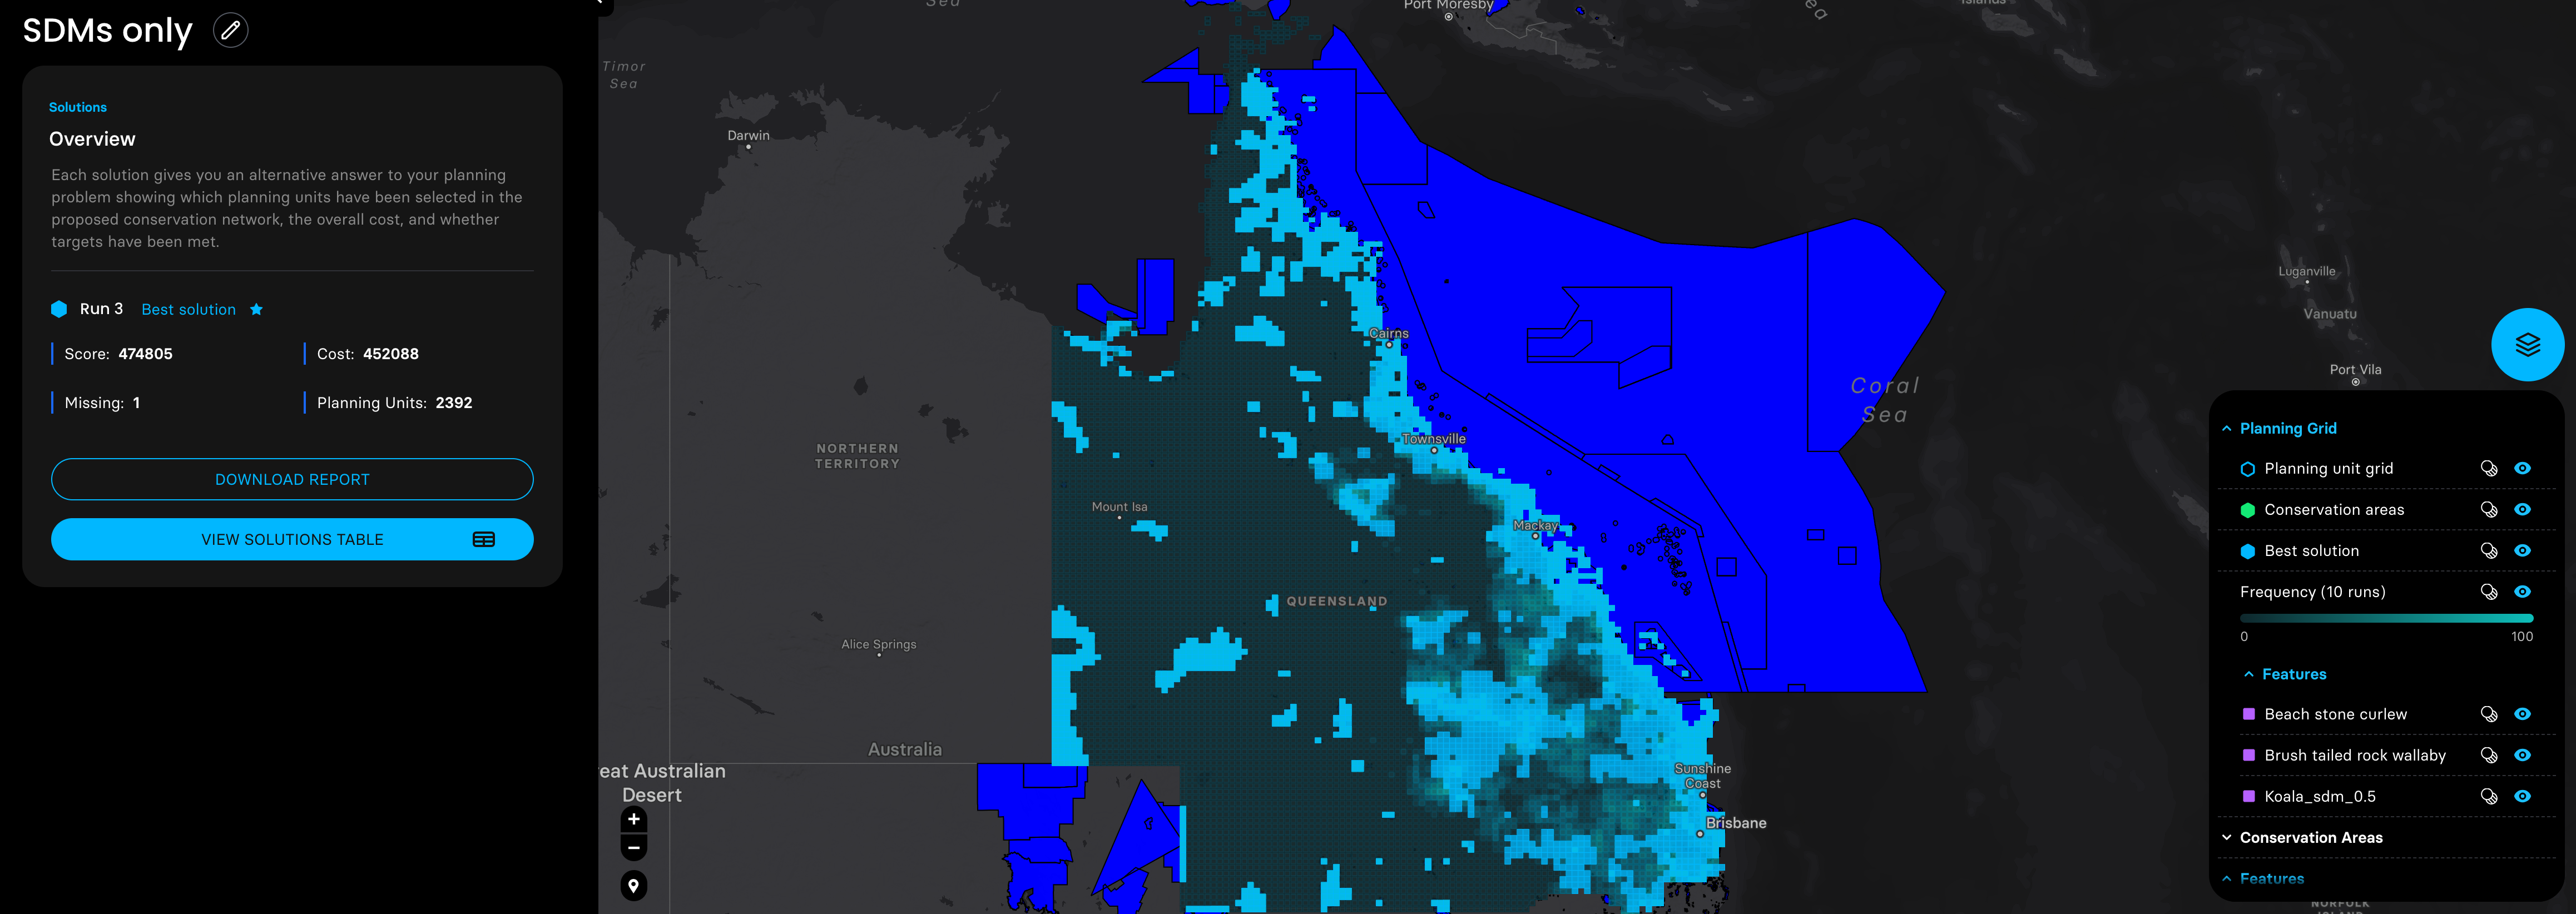 SDMs only
Solutions
Overview
Each solution gives you an alternative answer to your planning
problem showing which planning units have been selected in the
proposed conservation network, the overall cost, and whether
targets have been met.
Run 3 Best solution
Score: 474805 Cost: 452088
Missing: 1 Planning Units: 2392
DOWNLOAD REPORT
VIEW SOLUTIONS TABLE
Sea
Port Moresby
Islands
Timor
Sea
Darwin
Luganville
Vanuatu
Cairns
Port Vila
Coral
Sea
Townsville
NORTHERN
TERRITORY
Mount Isa
Mackay
QUEENSLAND
Alice Springs
Australia
eat Australian
Desert
Sunshine
Coast
Brisbane
+
−
Planning Grid
Planning unit grid
Conservation areas
Best solution
Frequency (10 runs)
0 100
Features
Beach stone curlew
Brush tailed rock wallaby
Koala_sdm_0.5
Conservation Areas
Features
NORFOLK
ISLAND